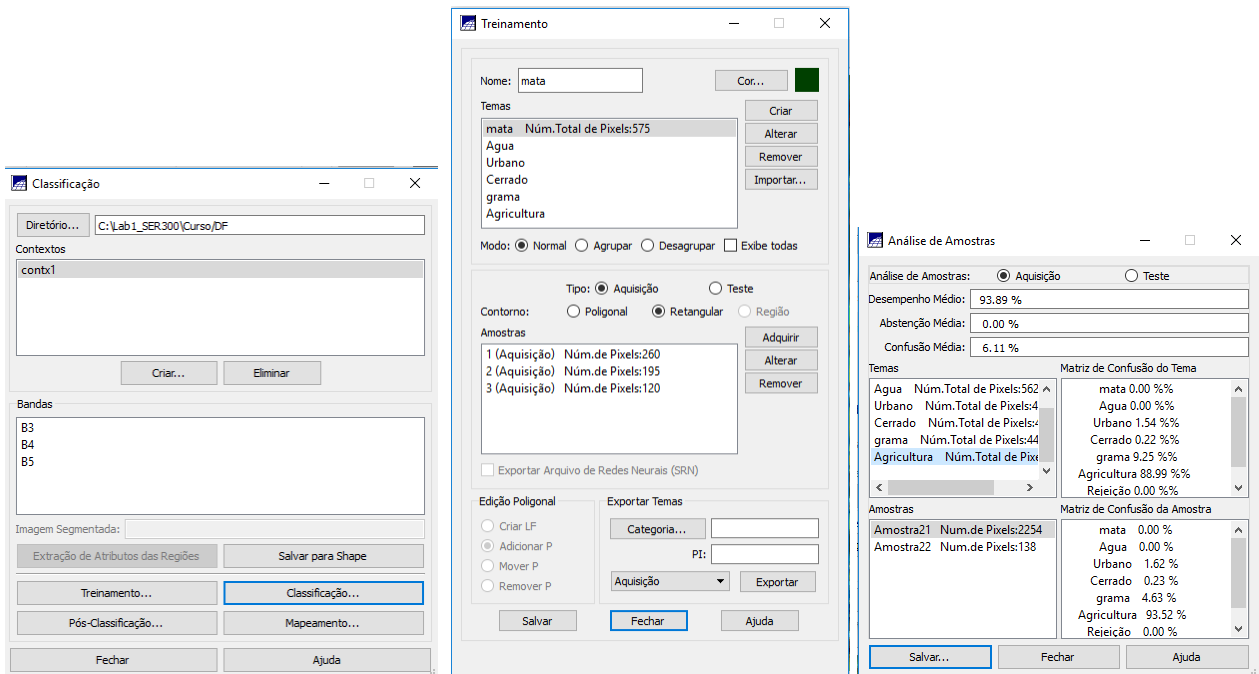 Classificação
Diretório... C:\Lab1_SER300\Curso/DF
Contextos
contx1
Criar... Eliminar
Bandas
B3
B4
B5
Imagem Segmentada:
Extração de Atributos das Regiões Salvar para Shape
Treinamento... Classificação...
Pós-Classificação... Mapeamento...
Fechar Ajuda
Treinamento
Nome: mata Cor...
Temas
mata Núm.Total de Pixels:575
Agua
Urbano
Cerrado
grama
Agricultura
Criar
Alterar
Remover
Importar...
Modo: Normal Agrupar Desagrupar Exibe todas
Tipo: Aquisição Teste
Contorno: Poligonal Retangular Região
Amostras
1 (Aquisição) Núm.de Pixels:260
2 (Aquisição) Núm.de Pixels:195
3 (Aquisição) Núm.de Pixels:120
Adquirir
Alterar
Remover
Exportar Arquivo de Redes Neurais (SRN)
Edição Poligonal
Criar LF
Adicionar P
Mover P
Remover P
Exportar Temas
Categoria...
PI:
Aquisição Exportar
Salvar Fechar Ajuda
Análise de Amostras
Análise de Amostras: Aquisição Teste
Desempenho Médio: 93.89 %
Abstenção Média: 0.00 %
Confusão Média: 6.11 %
Temas
Agua Núm.Total de Pixels:562
Urbano Núm.Total de Pixels:4
Cerrado Núm.Total de Pixels:4
grama Núm.Total de Pixels:44
Agricultura Núm.Total de Pixe
Matriz de Confusão do Tema
mata 0.00 %%
Agua 0.00 %%
Urbano 1.54 %%
Cerrado 0.22 %%
grama 9.25 %%
Agricultura 88.99 %%
Rejeição 0.00 %%
Amostras
Amostra21 Num.de Pixels:2254
Amostra22 Num.de Pixels:138
Matriz de Confusão da Amostra
mata 0.00 %
Agua 0.00 %
Urbano 1.62 %
Cerrado 0.23 %
grama 4.63 %
Agricultura 93.52 %
Rejeição 0.00 %
Salvar... Fechar Ajuda